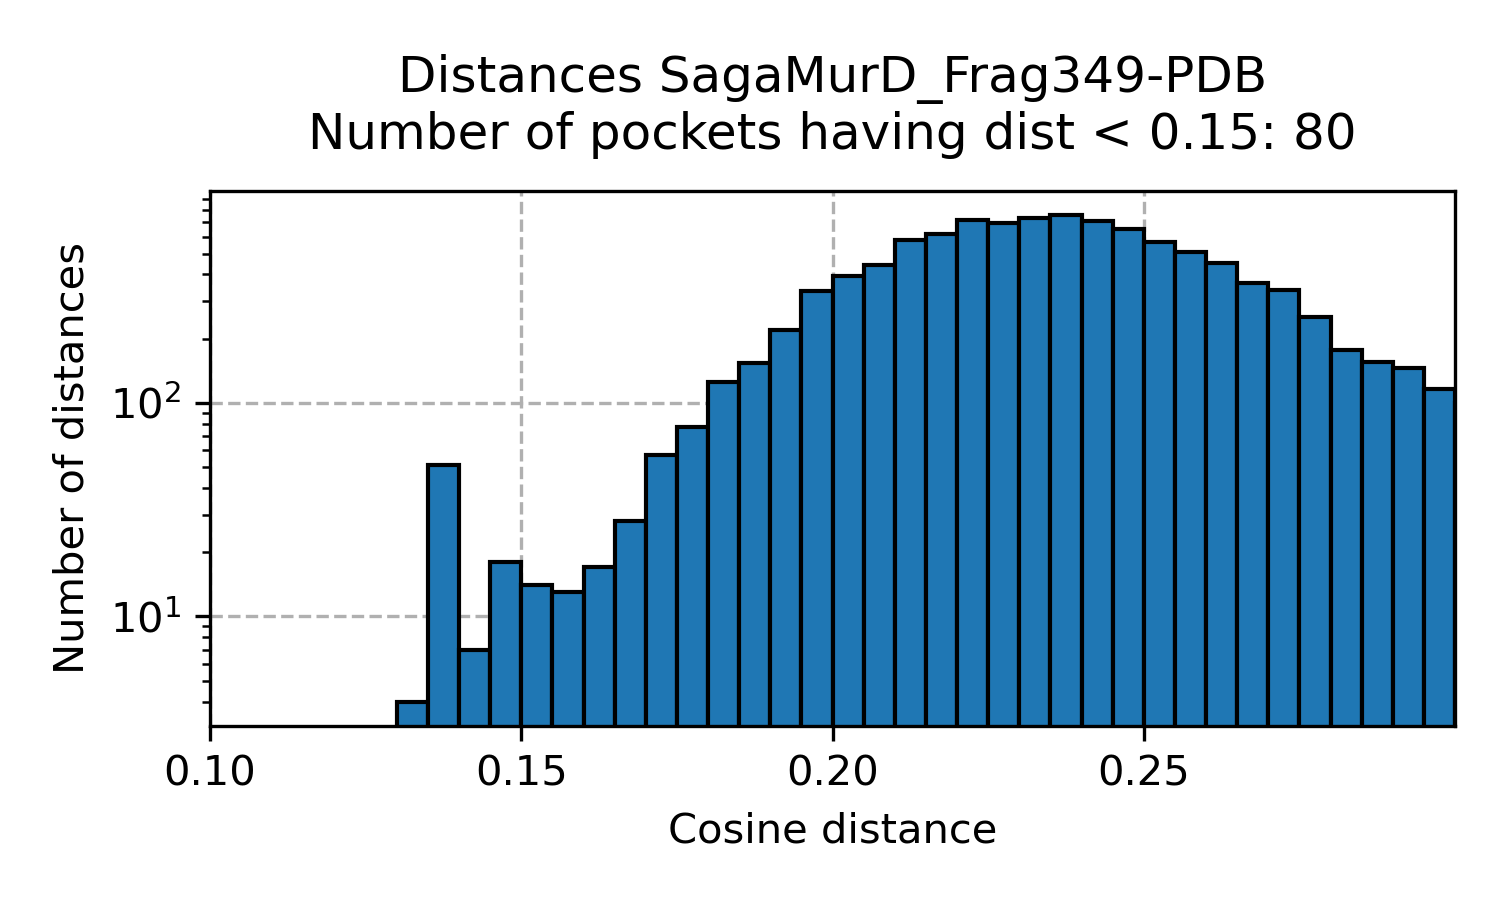 Distances SagaMurD_Frag349-PDB
Number of pockets having dist < 0.15: 80
Number of distances
10²
10¹
0.10 0.15 0.20 0.25
Cosine distance